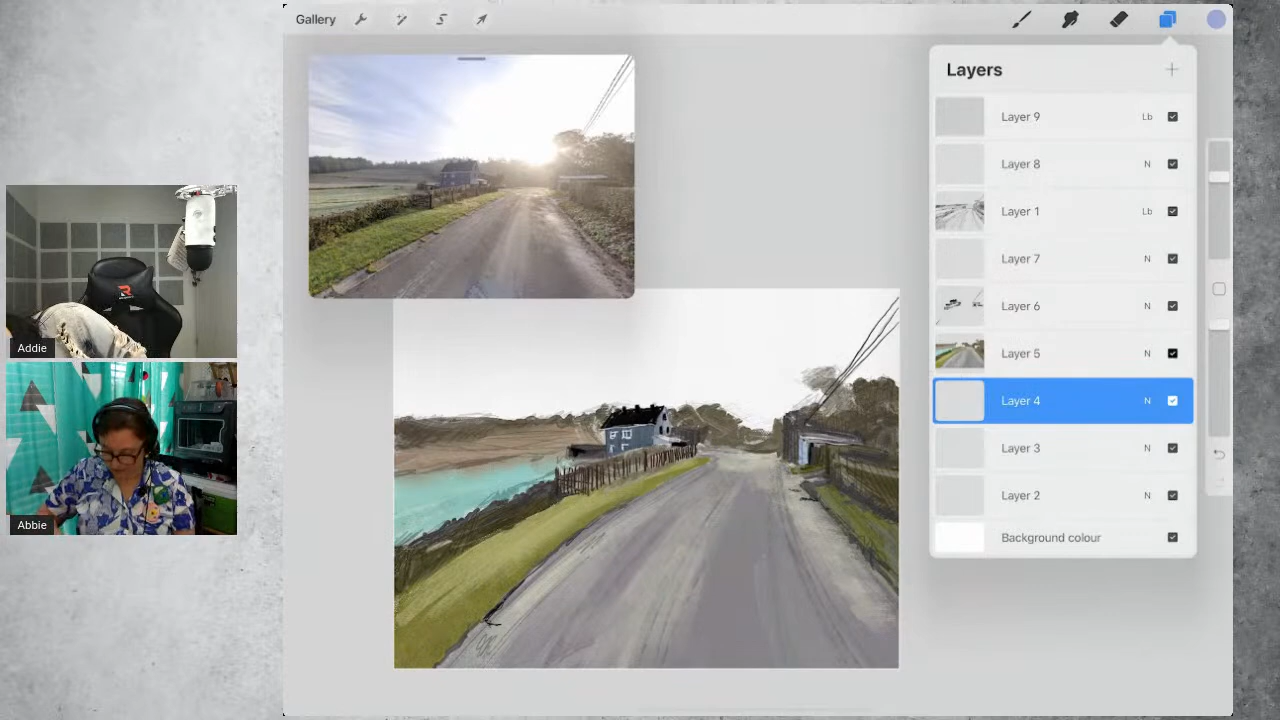 Gallery
Layers
Layer 9 Lb
Layer 8 N
Layer 1 Lb
Layer 7 N
Layer 6 N
Layer 5 N
Layer 4 N
Layer 3 N
Layer 2 N
Background colour
Addie
Abbie